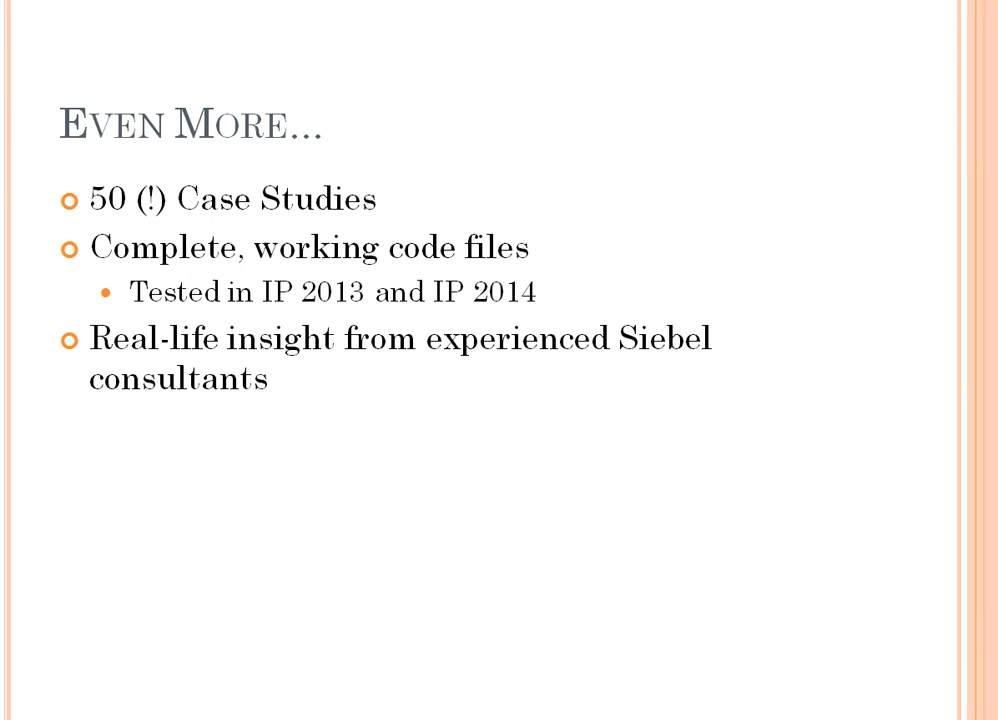 EVEN MORE...
50 (!) Case Studies
Complete, working code files
Tested in IP 2013 and IP 2014
Real-life insight from experienced Siebel
consultants